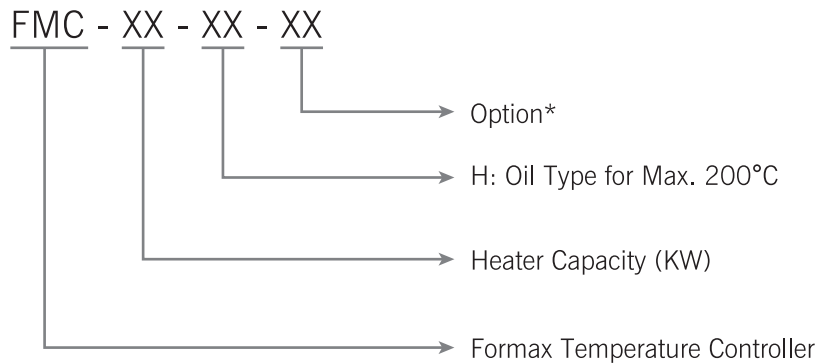 FMC - XX - XX - XX
Option*
H: Oil Type for Max. 200°C
Heater Capacity (KW)
Formax Temperature Controller